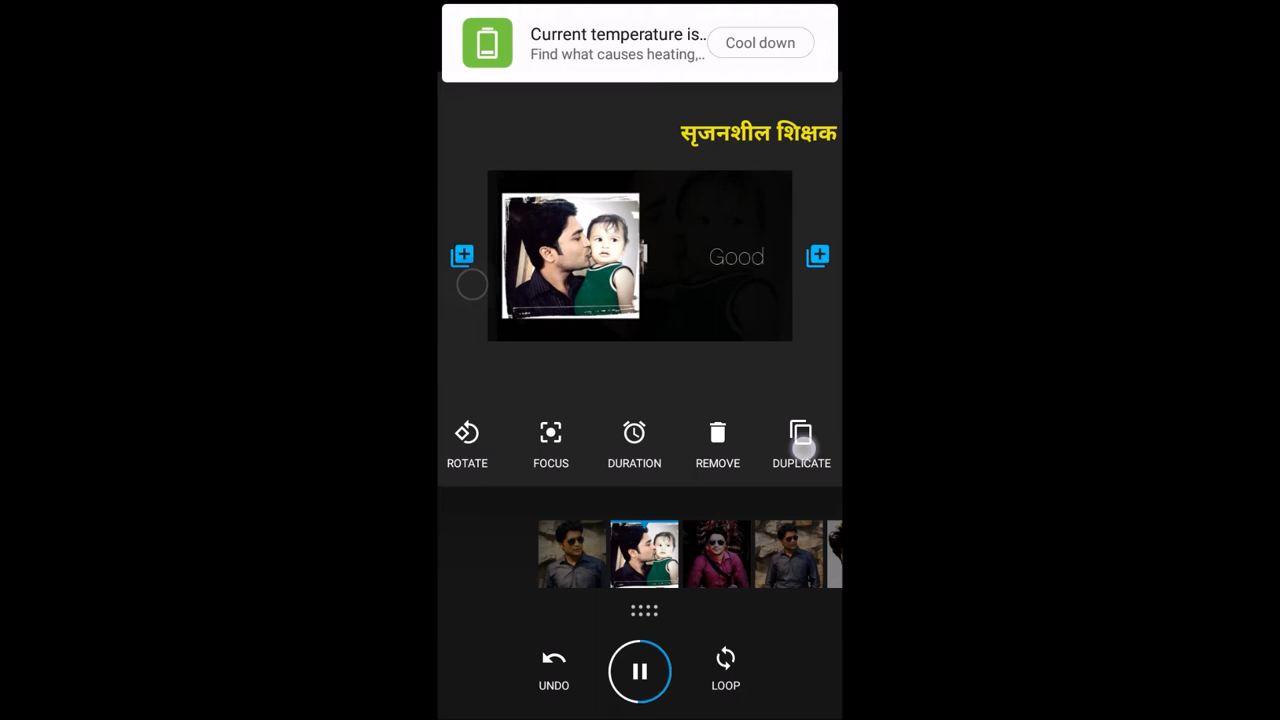 Current temperature is..
Find what causes heating,..
Cool down
सृजनशील शिक्षक
Good
ROTATE
FOCUS
DURATION
REMOVE
DUPLICATE
UNDO
LOOP